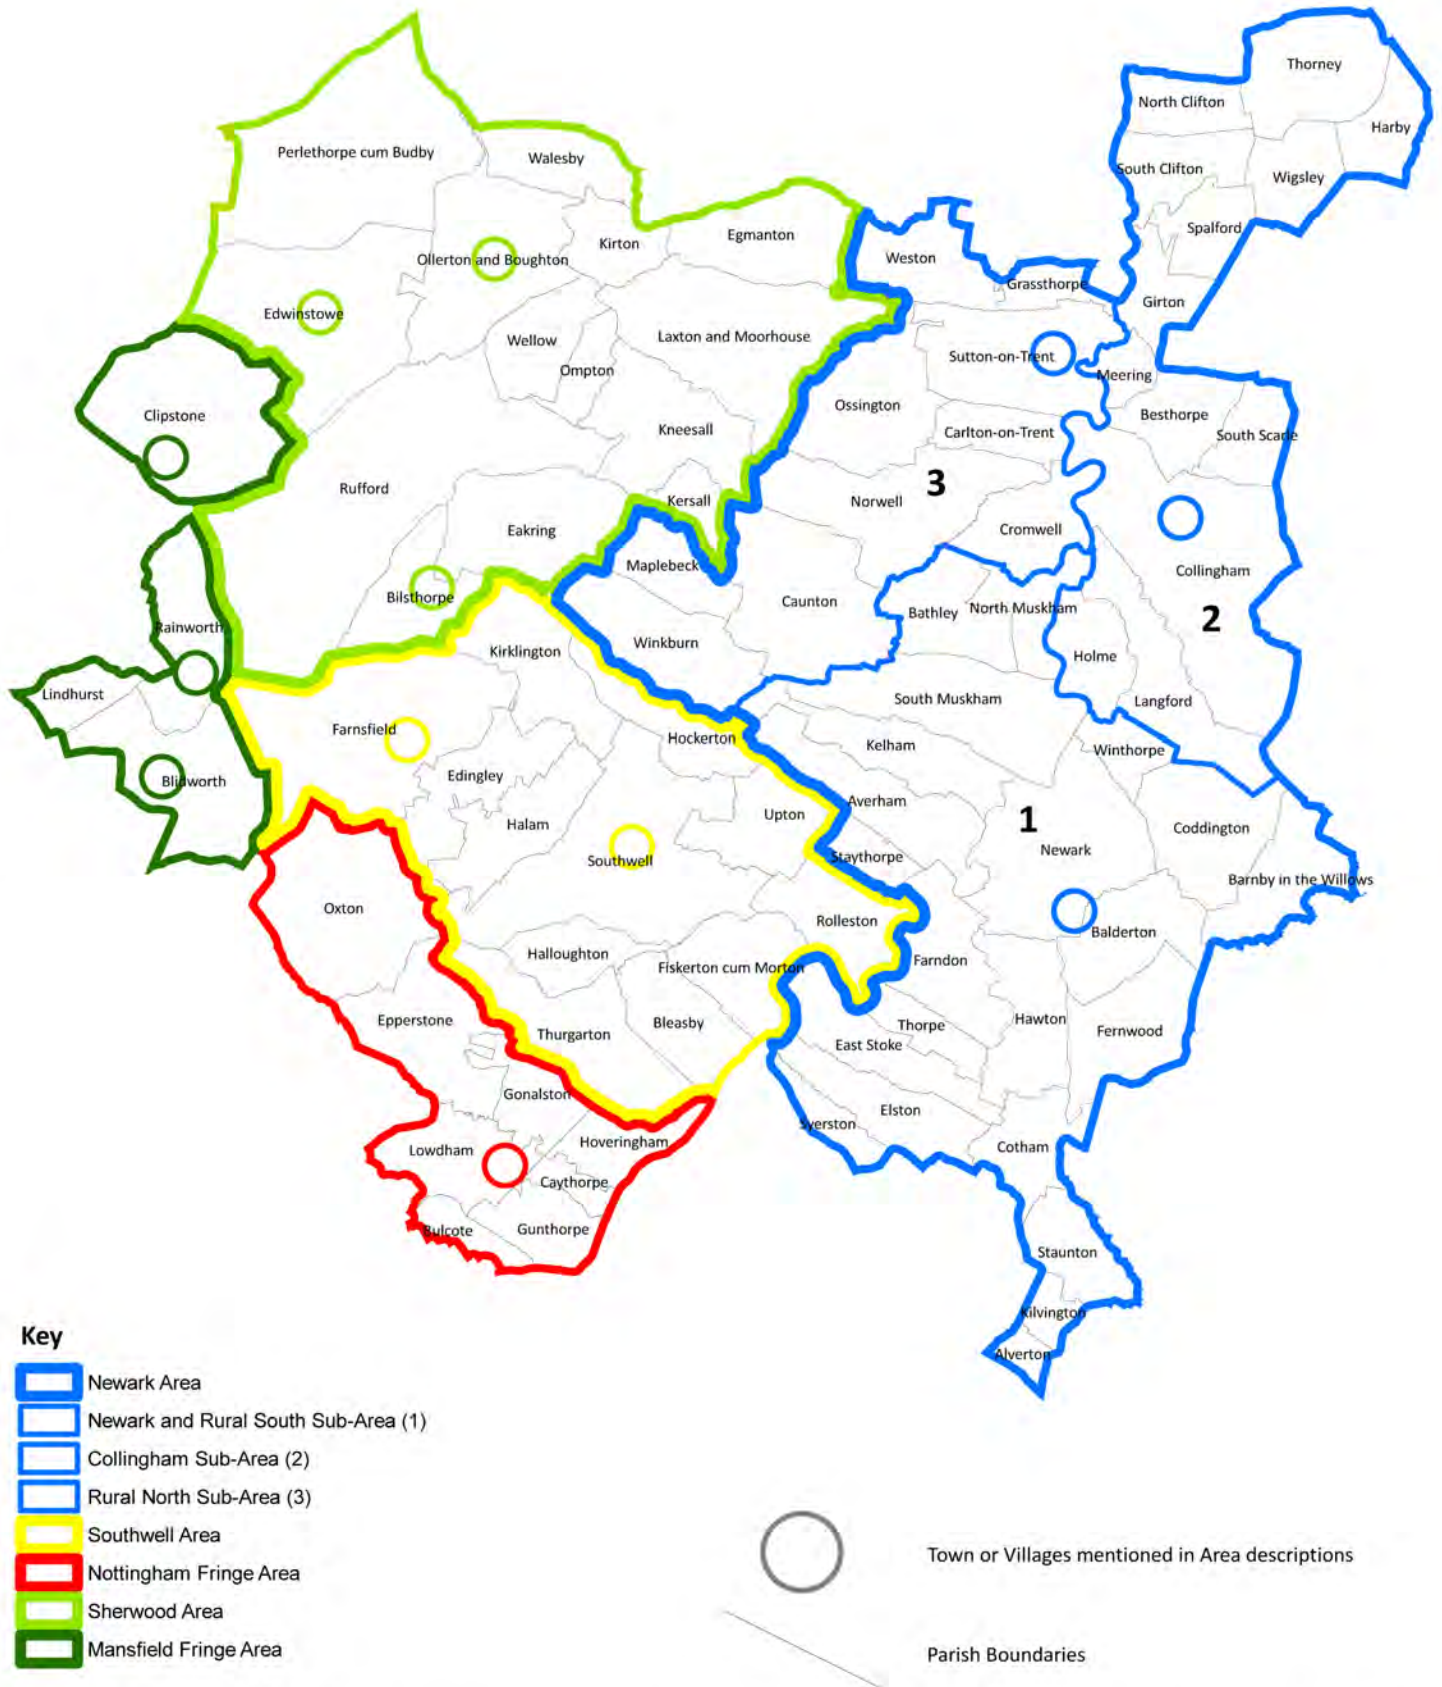 Thorney
North Clifton
Harby
Perlethorpe cum Budby
Walesby
South Clifton
Wigsley
Spalford
Egmanton
Kirton
Weston
Ollerton and Boughton
Grassthorpe
Girton
Edwinstowe
Laxton and Moorhouse
Wellow
Sutton-on-Trent
Ompton
Meering
Ossington
Clipstone
Besthorpe
Kneesall
Carlton-on-Trent
South Scarle
3
Rufford
Kersall
Norwell
Eakring
Cromwell
Maplebeck
Collingham
Bilsthorpe
Caunton
Bathley
North Muskham
2
Rainworth
Winkburn
Kirklington
Holme
Lindhurst
South Muskham
Langford
Farnsfield
Hockerton
Kelham
Winthorpe
Edingley
Blidworth
Averham
Upton
1
Halam
Coddington
Newark
Southwell
Staythorpe
Barnby in the Willows
Oxton
Rolleston
Balderton
Halloughton
Farndon
Fiskerton cum Morton
Epperstone
Bleasby
Thorpe
Hawton
Thurgarton
Fernwood
East Stoke
Gonalston
Elston
Syerston
Hoveringham
Lowdham
Cotham
Caythorpe
Bulcote
Gunthorpe
Staunton
Kilvington
Alverton
Key
Newark Area
Newark and Rural South Sub-Area (1)
Collingham Sub-Area (2)
Rural North Sub-Area (3)
Southwell Area
Nottingham Fringe Area
Sherwood Area
Mansfield Fringe Area
Town or Villages mentioned in Area descriptions
Parish Boundaries